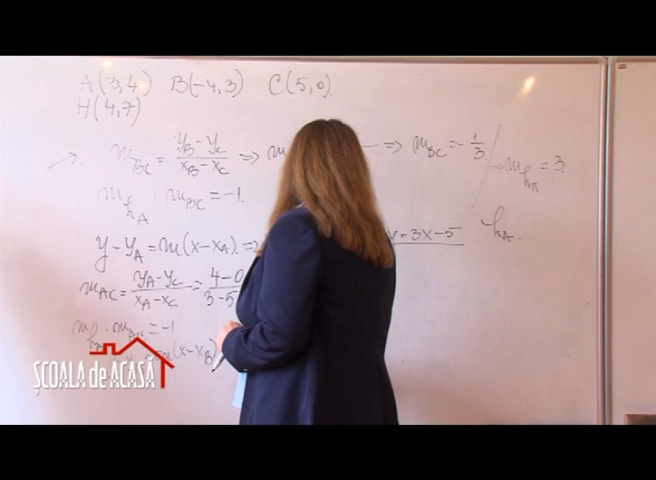 A(3,4) B(-4,3) C(5,0)
H(4,7)
m_BC = (y_B - y_C)/(x_B - x_C) => m => m_BC = -1/3 m_hA = 3
m_hA · m_BC = -1
h_A
y - y_A = m(x - x_A) => y = 3x - 5
m_AC = (y_A - y_C)/(x_A - x_C) = (4-0)/(3-5)
= -1
(x - x_B)
ȘCOALA de ACASĂ